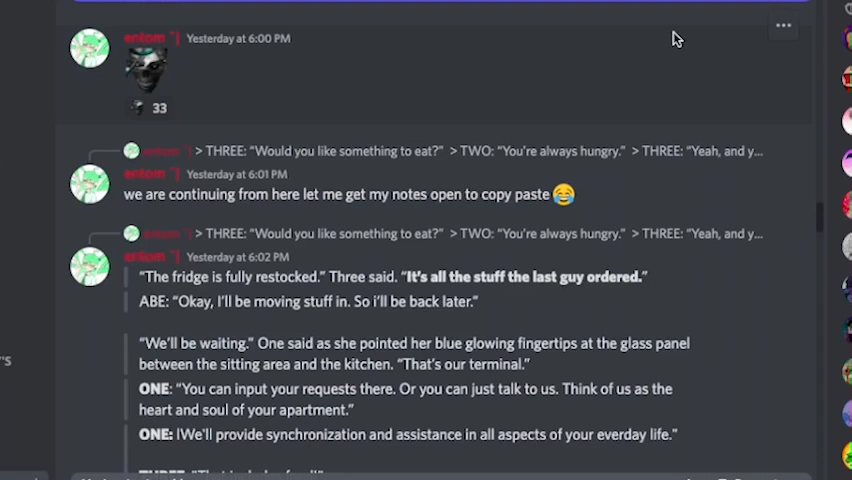 entom Yesterday at 6:00 PM
33
> THREE: “Would you like something to eat?” > TWO: “You're always hungry.” > THREE: “Yeah, and y...
entom Yesterday at 6:01 PM
we are continuing from here let me get my notes open to copy paste 😂
> THREE: “Would you like something to eat?” > TWO: “You're always hungry.” > THREE: “Yeah, and y...
entom Yesterday at 6:02 PM
“The fridge is fully restocked.” Three said. “It's all the stuff the last guy ordered.”
ABE: “Okay, I'll be moving stuff in. So i'll be back later.”
“We'll be waiting.” One said as she pointed her blue glowing fingertips at the glass panel
between the sitting area and the kitchen. “That's our terminal.”
ONE: “You can input your requests there. Or you can just talk to us. Think of us as the
heart and soul of your apartment.”
ONE: IWe'll provide synchronization and assistance in all aspects of your everday life.”